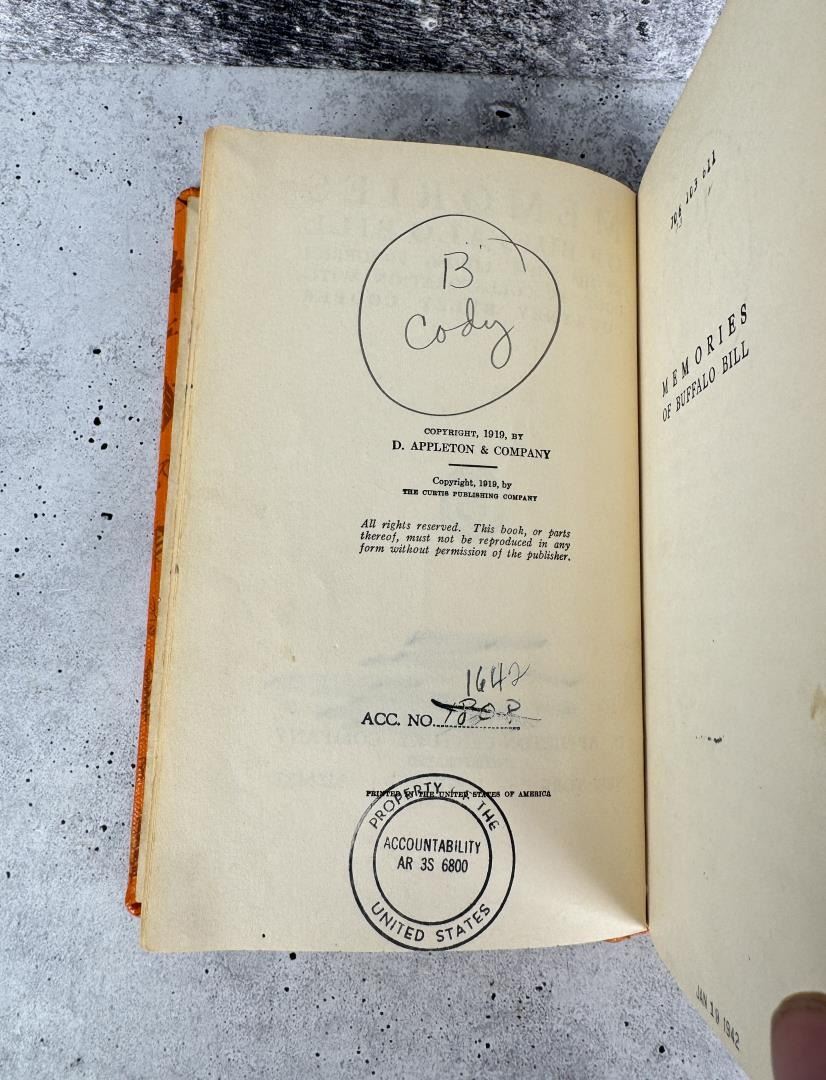 B
Cody
COPYRIGHT, 1919, BY
D. APPLETON & COMPANY
Copyright, 1919, by
THE CURTIS PUBLISHING COMPANY
All rights reserved. This book, or parts
thereof, must not be reproduced in any
form without permission of the publisher.
1642
ACC. NO.
PRINTED IN THE UNITED STATES OF AMERICA
PROPERTY OF THE
ACCOUNTABILITY
AR 3S 6800
UNITED STATES
103 611
MEMORIES
OF BUFFALO BILL
JAN 19 1942